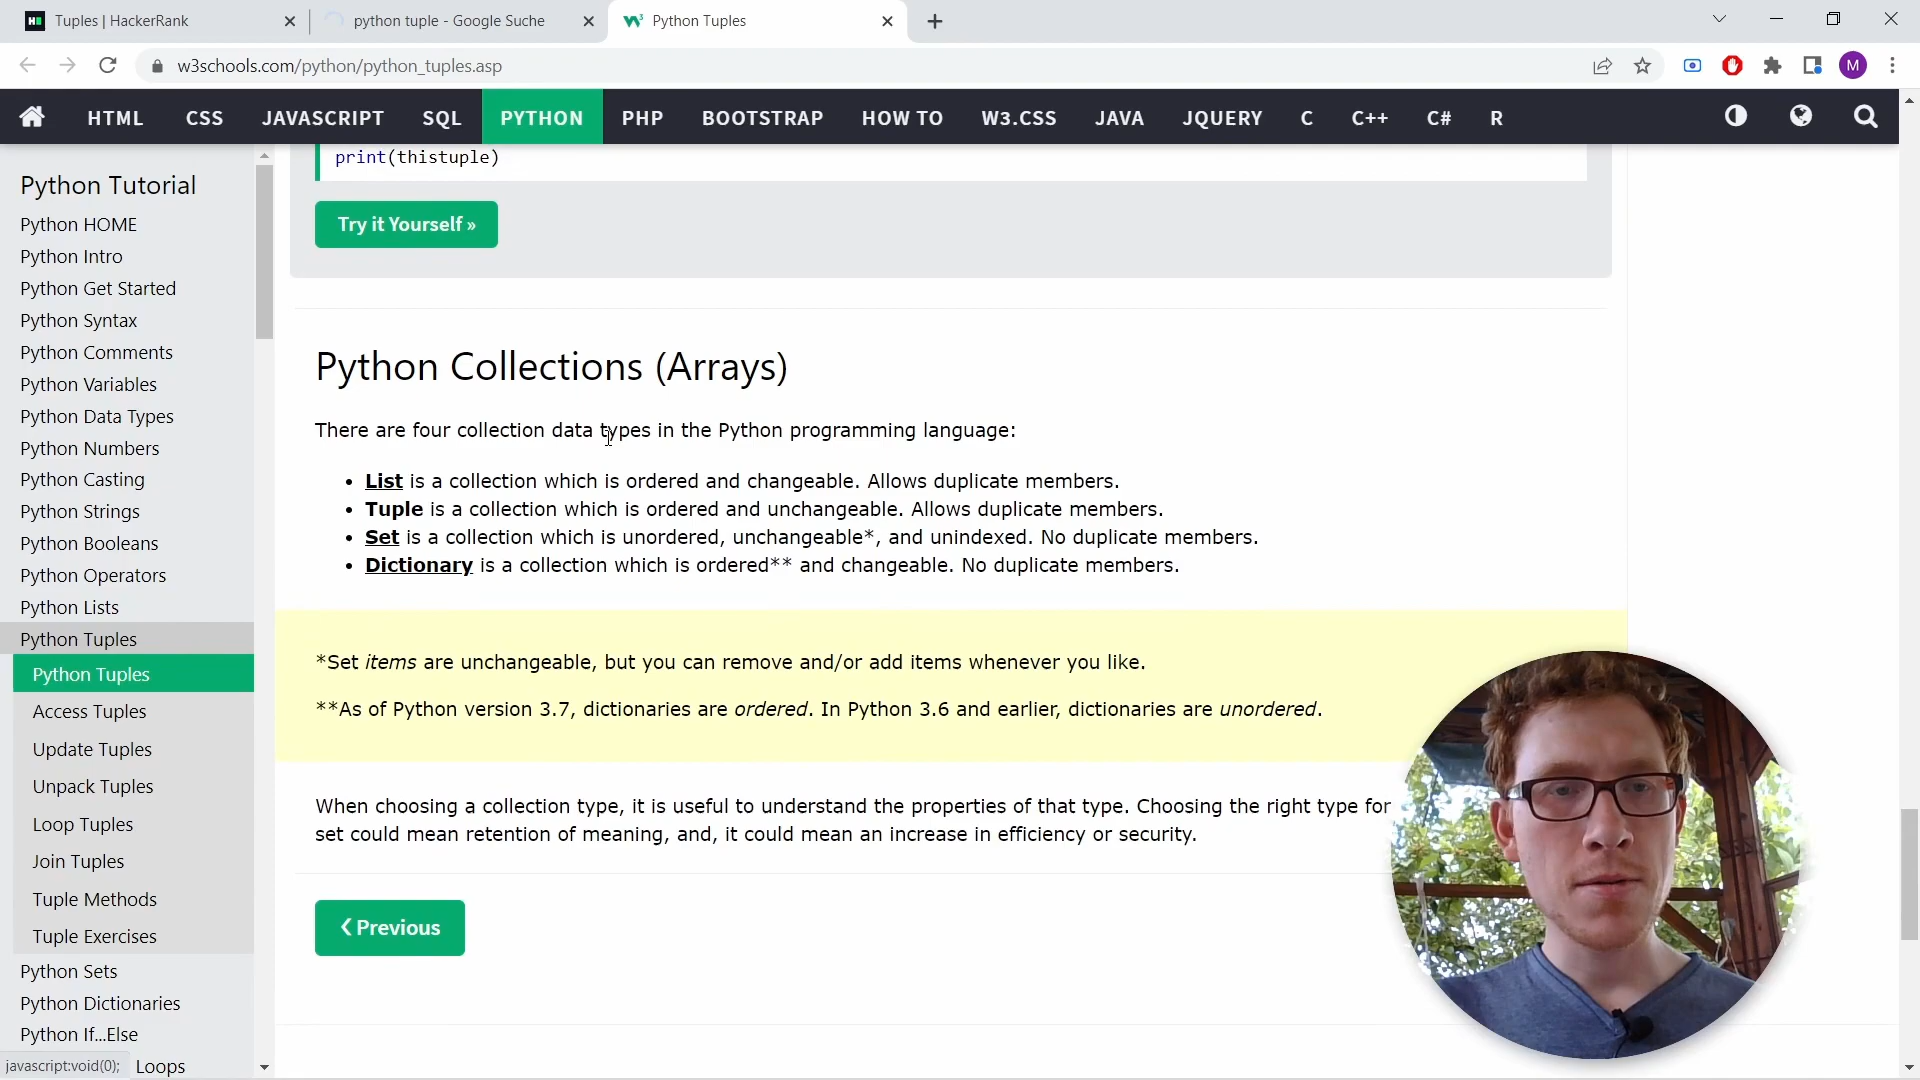 Tuples | HackerRank
python tuple - Google Suche
Python Tuples
w3schools.com/python/python_tuples.asp
M
HTML CSS JAVASCRIPT SQL PYTHON PHP BOOTSTRAP HOW TO W3.CSS JAVA JQUERY C C++ C# R
Python Tutorial
Python HOME
Python Intro
Python Get Started
Python Syntax
Python Comments
Python Variables
Python Data Types
Python Numbers
Python Casting
Python Strings
Python Booleans
Python Operators
Python Lists
Python Tuples
Python Tuples
Access Tuples
Update Tuples
Unpack Tuples
Loop Tuples
Join Tuples
Tuple Methods
Tuple Exercises
Python Sets
Python Dictionaries
Python If...Else
Loops
javascript:void(0);
print(thistuple)
Try it Yourself »
Python Collections (Arrays)
There are four collection data types in the Python programming language:
• List is a collection which is ordered and changeable. Allows duplicate members.
• Tuple is a collection which is ordered and unchangeable. Allows duplicate members.
• Set is a collection which is unordered, unchangeable*, and unindexed. No duplicate members.
• Dictionary is a collection which is ordered** and changeable. No duplicate members.
*Set items are unchangeable, but you can remove and/or add items whenever you like.
**As of Python version 3.7, dictionaries are ordered. In Python 3.6 and earlier, dictionaries are unordered.
When choosing a collection type, it is useful to understand the properties of that type. Choosing the right type for
set could mean retention of meaning, and, it could mean an increase in efficiency or security.
❮ Previous